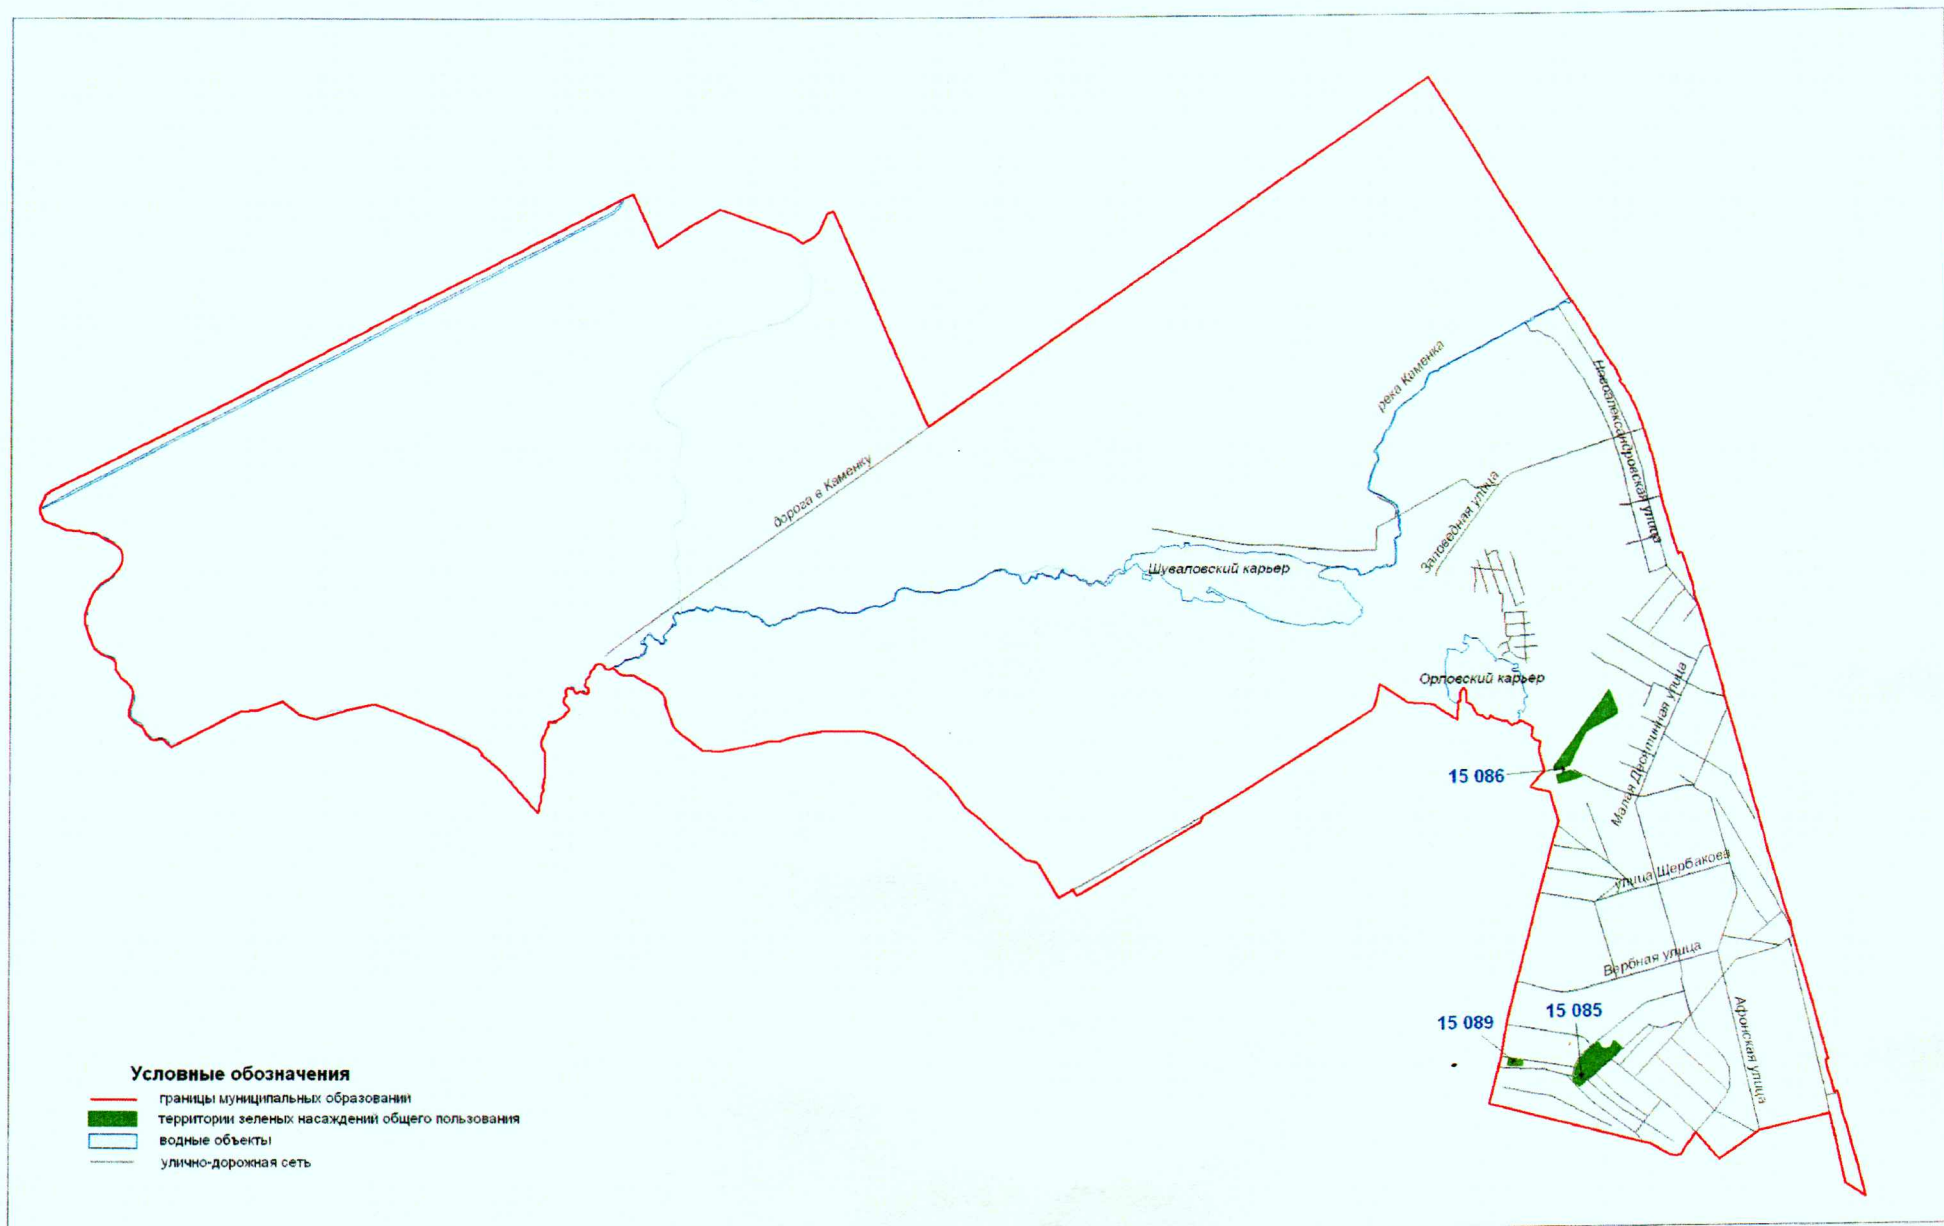 река Каменка
Новоалександровская улица
дорога в Каменку
Заповедная улица
Шуваловский карьер
Орловский карьер
Малая Десятинная улица
15 086
улица Щербакова
Вербная улица
15 085
15 089
Афонская улица
Условные обозначения
границы муниципальных образований
территории зеленых насаждений общего пользования
водные объекты
улично-дорожная сеть